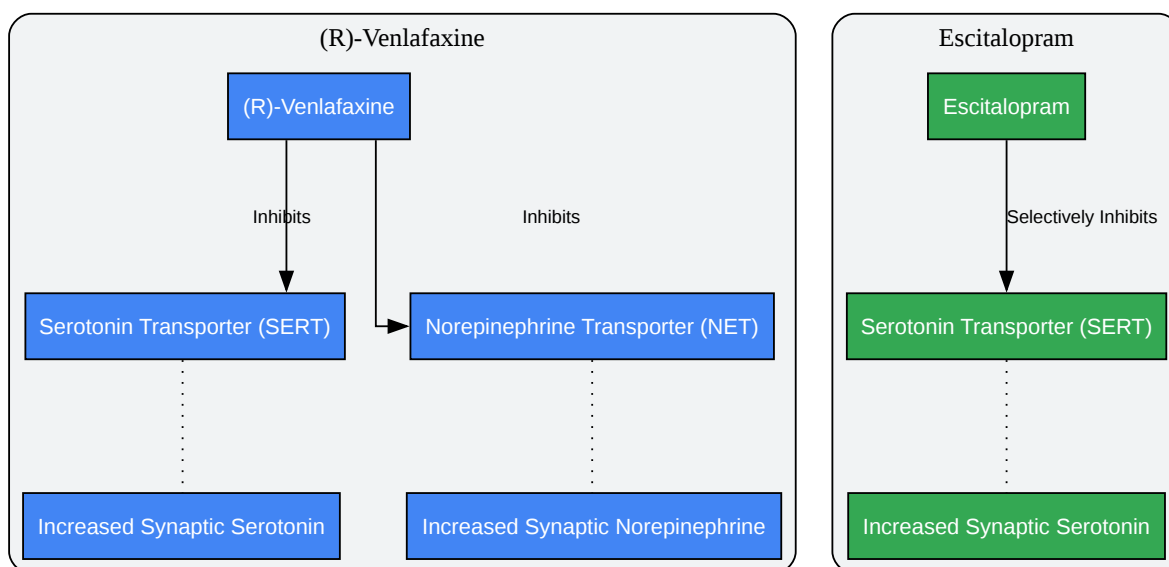 (R)-Venlafaxine
Escitalopram
(R)-Venlafaxine
Escitalopram
Inhibits
Inhibits
Selectively Inhibits
Serotonin Transporter (SERT)
Norepinephrine Transporter (NET)
Serotonin Transporter (SERT)
Increased Synaptic Serotonin
Increased Synaptic Norepinephrine
Increased Synaptic Serotonin